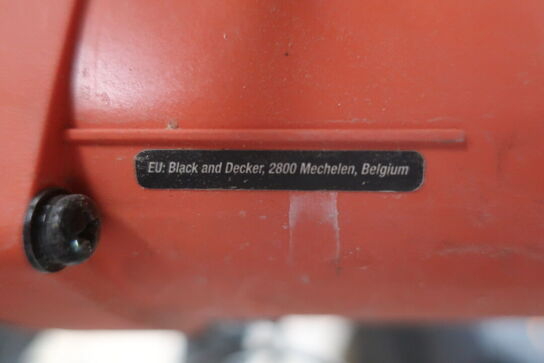 EU: Black and Decker, 2800 Mechelen, Belgium